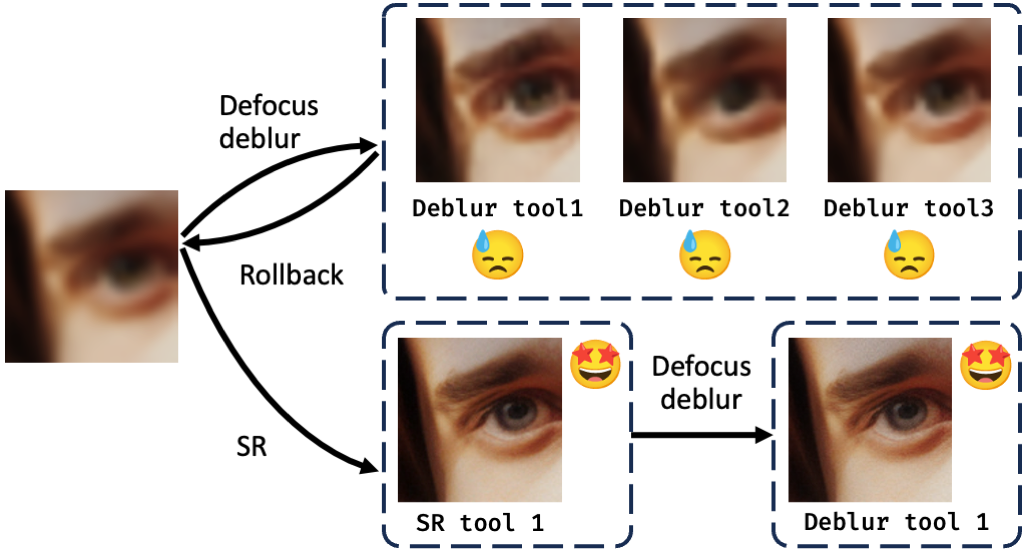 Defocus
deblur
Rollback
SR
Deblur tool1
Deblur tool2
Deblur tool3
SR tool 1
Defocus
deblur
Deblur tool 1